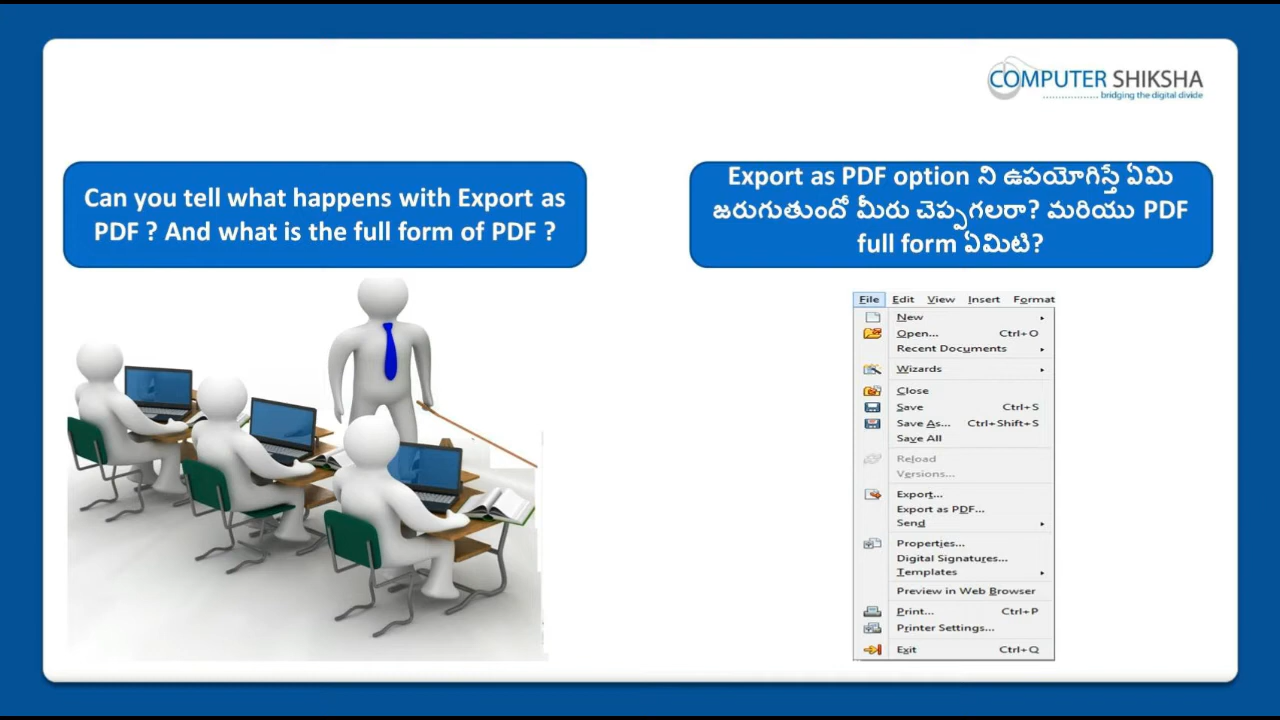 COMPUTER SHIKSHA
bridging the digital divide
Can you tell what happens with Export as
PDF ? And what is the full form of PDF ?
Export as PDF option ని ఉపయోగిస్తే ఏమి
జరుగుతుందో మీరు చెప్పగలరా? మరియు PDF
full form ఏమిటి?
File Edit View Insert Format
New
Open... Ctrl+O
Recent Documents
Wizards
Close
Save Ctrl+S
Save As... Ctrl+Shift+S
Save All
Reload
Versions...
Export...
Export as PDF...
Send
Properties...
Digital Signatures...
Templates
Preview in Web Browser
Print... Ctrl+P
Printer Settings...
Exit Ctrl+Q